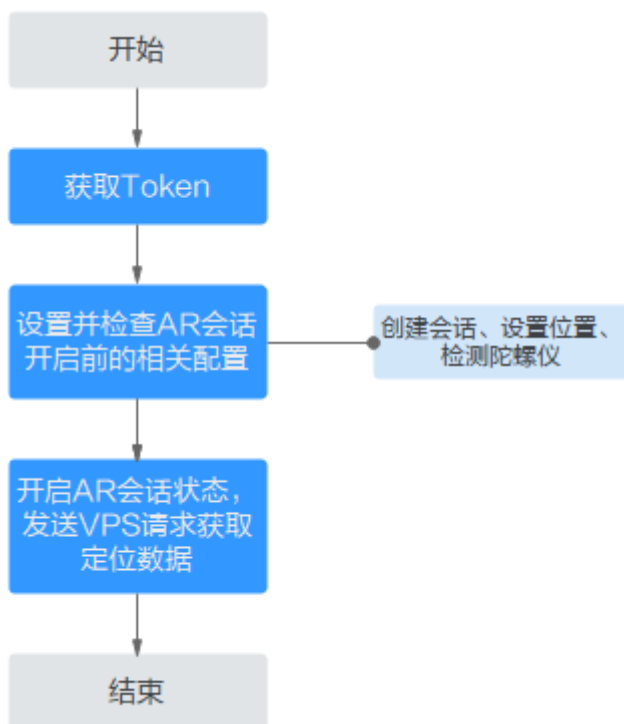 开始
获取Token
设置并检查AR会话
开启前的相关配置
创建会话、设置位置、
检测陀螺仪
开启AR会话状态，
发送VPS请求获取
定位数据
结束